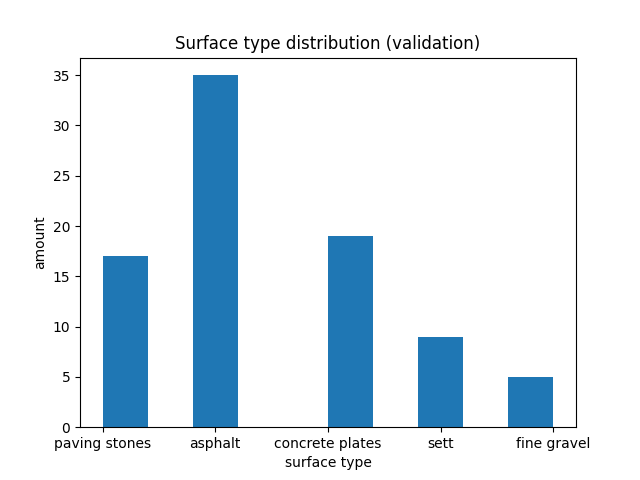 Surface type distribution (validation)
35
30
25
20
15
10
5
0
amount
paving stones asphalt concrete plates sett fine gravel
surface type